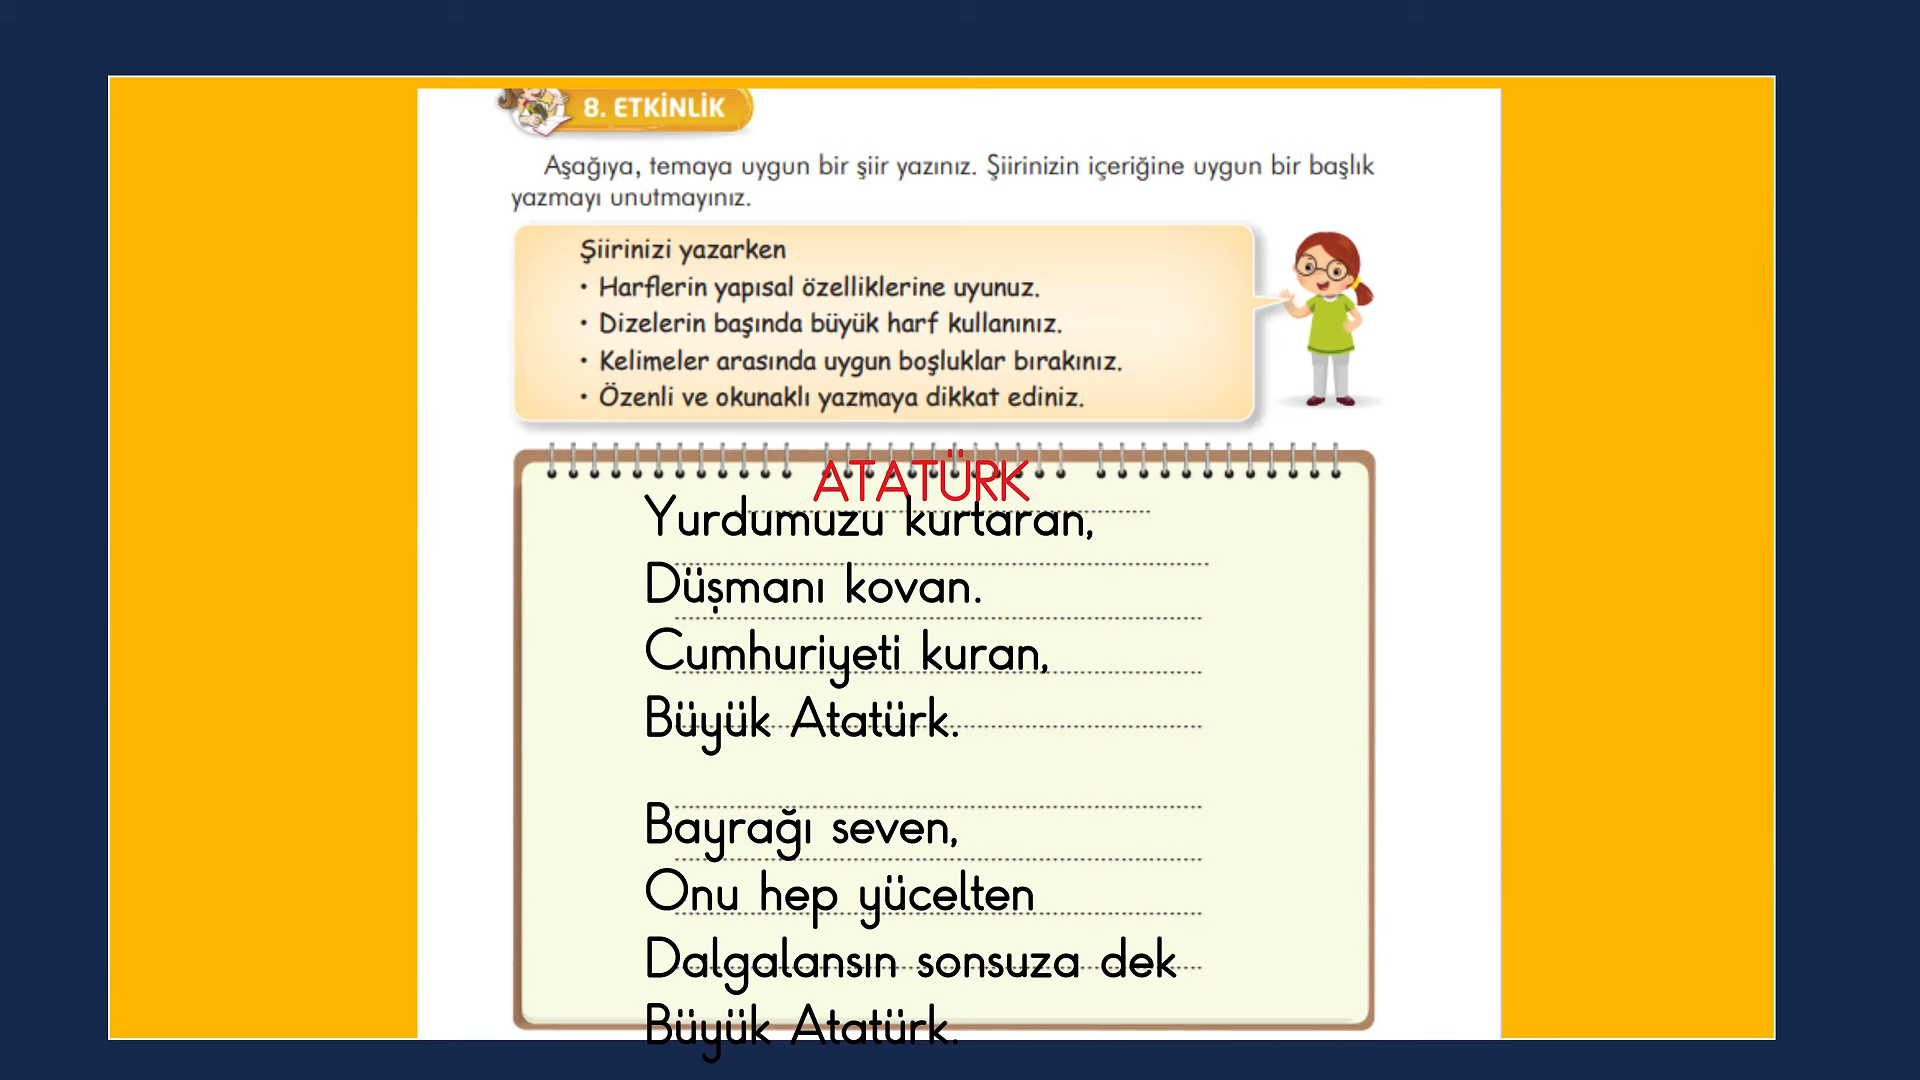 8. ETKİNLİK
Aşağıya, temaya uygun bir şiir yazınız. Şiirinizin içeriğine uygun bir başlık
yazmayı unutmayınız.
Şiirinizi yazarken
• Harflerin yapısal özelliklerine uyunuz.
• Dizelerin başında büyük harf kullanınız.
• Kelimeler arasında uygun boşluklar bırakınız.
• Özenli ve okunaklı yazmaya dikkat ediniz.
ATATÜRK
Yurdumuzu kurtaran,
Düşmanı kovan.
Cumhuriyeti kuran,
Büyük Atatürk.
Bayrağı seven,
Onu hep yücelten
Dalgalansın sonsuza dek
Büyük Atatürk.